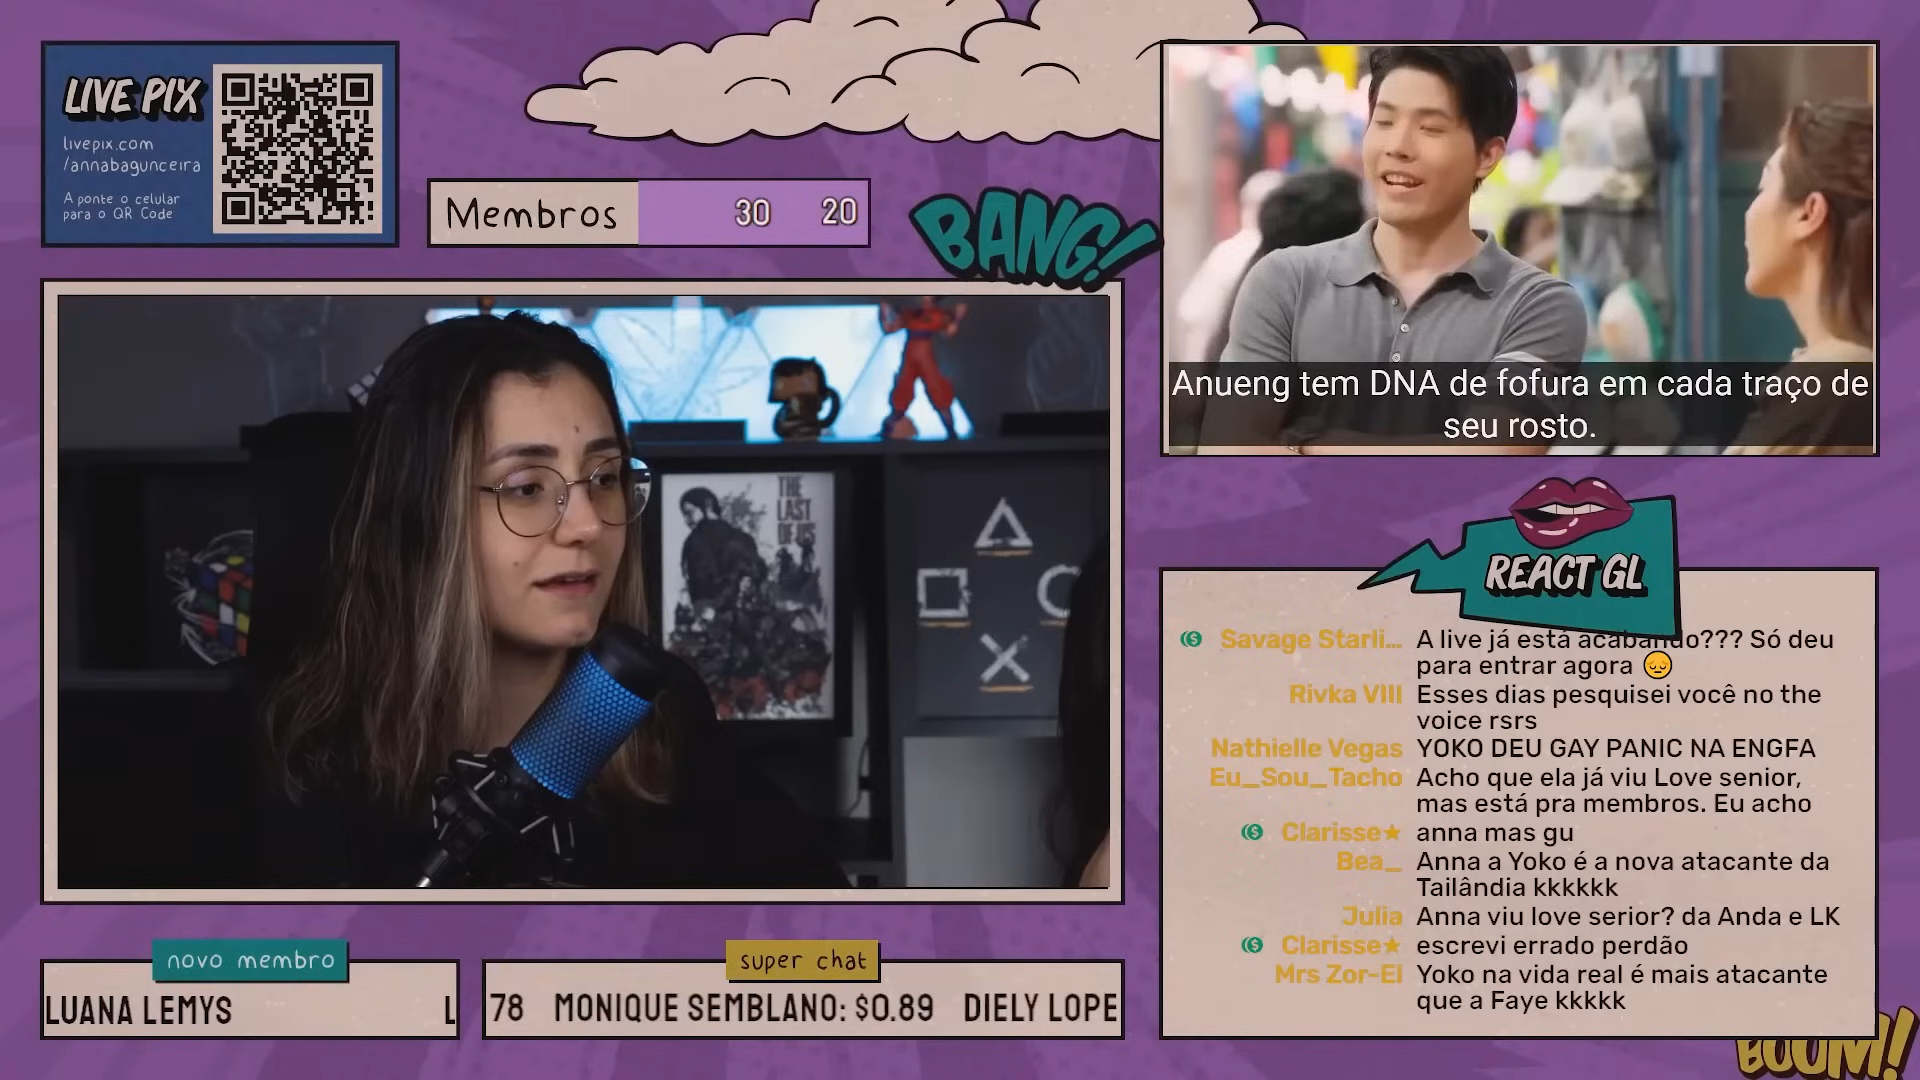 LIVE PIX
livepix.com
/annabagunceira
A ponte o celular
para o QR Code
Membros 30 20
BANG!
Anueng tem DNA de fofura em cada traço de
seu rosto.
THE
LAST
OF US
REACT GL
Savage Starli... A live já está acabando??? Só deu
para entrar agora 😔
Rivka VIII Esses dias pesquisei você no the
voice rsrs
Nathielle Vegas YOKO DEU GAY PANIC NA ENGFA
Eu_Sou_Tacho Acho que ela já viu Love senior,
mas está pra membros. Eu acho
Clarisse★ anna mas gu
Bea_ Anna a Yoko é a nova atacante da
Tailândia kkkkkk
Julia Anna viu love serior? da Anda e LK
Clarisse★ escrevi errado perdão
Mrs Zor-El Yoko na vida real é mais atacante
que a Faye kkkkk
novo membro
LUANA LEMYS L
super chat
78 MONIQUE SEMBLANO: $0.89 DIELY LOPE
BOOM!